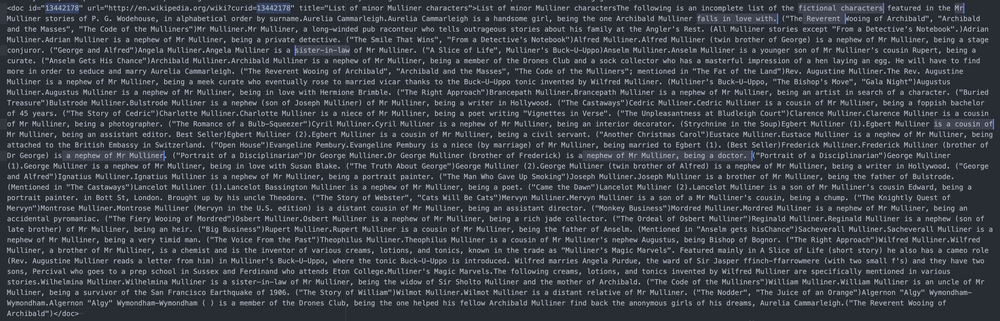 <doc id="13442178" url="http://en.wikipedia.org/wiki?curid=13442178" title="List of minor Mulliner characters">List of minor Mulliner charactersThe following is an incomplete list of the fictional characters featured in the Mr
Mulliner stories of P. G. Wodehouse, in alphabetical order by surname.Aurelia Cammarleigh.Aurelia Cammarleigh is a handsome girl, being the one Archibald Mulliner falls in love with. ("The Reverent Wooing of Archibald", "Archibald
and the Masses", "The Code of the Mulliners")Mr Mulliner.Mr Mulliner, a long-winded pub raconteur who tells outrageous stories about his family at the Angler's Rest. (All Mulliner stories except "From a Detective's Notebook".)Adrian
Mulliner.Adrian Mulliner is a nephew of Mr Mulliner, being a private detective. ("The Smile That Wins", "From a Detective's Notebook")Alfred Mulliner.Alfred Mulliner (twin brother of George) is a nephew of Mr Mulliner, being a stage
conjuror. ("George and Alfred")Angela Mulliner.Angela Mulliner is a sister-in-law of Mr Mulliner. ("A Slice of Life", Mulliner's Buck-U-Uppo)Anselm Mulliner.Anselm Mulliner is a younger son of Mr Mulliner's cousin Rupert, being a
curate. ("Anselm Gets His Chance")Archibald Mulliner.Archibald Mulliner is a nephew of Mr Mulliner, being a member of the Drones Club and a sock collector who has a masterful impression of a hen laying an egg. He will have to find
more in order to seduce and marry Aurelia Cammarleigh. ("The Reverent Wooing of Archibald", "Archibald and the Masses", "The Code of the Mulliners"; mentioned in "The Fat of the Land")Rev. Augustine Mulliner.The Rev. Augustine
Mulliner is a nephew of Mr Mulliner, being a meek curate who eventually rose to married vicar thanks to the Buck-U-Uppo tonic invented by Wilfred Mulliner. (Mulliner's Buck-U-Uppo, "The Bishop's Move", "Gala Night")Augustus
Mulliner.Augustus Mulliner is a nephew of Mr Mulliner, being in love with Hermione Brimble. ("The Right Approach")Brancepath Mulliner.Brancepath Mulliner is a nephew of Mr Mulliner, being an artist in search of a character. ("Buried
Treasure")Bulstrode Mulliner.Bulstrode Mulliner is a nephew (son of Joseph Mulliner) of Mr Mulliner, being a writer in Hollywood. ("The Castaways")Cedric Mulliner.Cedric Mulliner is a cousin of Mr Mulliner, being a foppish bachelor
of 45 years. ("The Story of Cedric")Charlotte Mulliner.Charlotte Mulliner is a niece of Mr Mulliner, being a poet writing "Vignettes in Verse". ("The Unpleasantness at Bludleigh Court")Clarence Mulliner.Clarence Mulliner is a cousin
of Mr Mulliner, being a photographer. ("The Romance of a Bulb-Squeezer")Cyril Mulliner.Cyril Mulliner is a nephew of Mr Mulliner, being an interior decorator. (Strychnine in the Soup)Egbert Mulliner (1).Egbert Mulliner is a cousin of
Mr Mulliner, being an assistant editor. Best Seller)Egbert Mulliner (2).Egbert Mulliner is a cousin of Mr Mulliner, being a civil servant. ("Another Christmas Carol")Eustace Mulliner.Eustace Mulliner is a nephew of Mr Mulliner, being
attached to the British Embassy in Switzerland. ("Open House")Evangeline Pembury.Evangeline Pembury is a niece (by marriage) of Mr Mulliner, being married to Egbert (1). (Best Seller)Frederick Mulliner.Frederick Mulliner (brother of
Dr George) is a nephew of Mr Mulliner. ("Portrait of a Disciplinarian")Dr George Mulliner.Dr George Mulliner (brother of Frederick) is a nephew of Mr Mulliner, being a doctor. ("Portrait of a Disciplinarian")George Mulliner
(1).George Mulliner is a nephew of Mr Mulliner, being in love with Susan Blake. ("The Truth About George")George Mulliner (2).George Mulliner (twin brother of Alfred) is a nephew of Mr Mulliner, being a writer in Hollywood. ("George
and Alfred")Ignatius Mulliner.Ignatius Mulliner is a nephew of Mr Mulliner, being a portrait painter. ("The Man Who Gave Up Smoking")Joseph Mulliner.Joseph Mulliner is a brother of Mr Mulliner, being the father of Bulstrode.
(Mentioned in "The Castaways")Lancelot Mulliner (1).Lancelot Bassington Mulliner is a nephew of Mr Mulliner, being a poet. ("Came the Dawn")Lancelot Mulliner (2).Lancelot Mulliner is a son of Mr Mulliner's cousin Edward, being a
portrait painter. in Bott St, London. Brought up by his uncle Theodore. ("The Story of Webster", "Cats Will Be Cats")Mervyn Mulliner.Mervyn Mulliner is a son of a Mr Mulliner's cousin, being a chump. ("The Knightly Quest of
Mervyn")Montrose Mulliner.Montrose Mulliner (Mervyn in the U.S. edition) is a distant cousin of Mr Mulliner, being an assistant director. ("Monkey Business")Mordred Mulliner.Mordred Mulliner is a nephew of Mr Mulliner, being an
accidental pyromaniac. ("The Fiery Wooing of Mordred")Osbert Mulliner.Osbert Mulliner is a nephew of Mr Mulliner, being a rich jade collector. ("The Ordeal of Osbert Mulliner")Reginald Mulliner.Reginald Mulliner is a nephew (son of
late brother) of Mr Mulliner, being an heir. ("Big Business")Rupert Mulliner.Rupert Mulliner is a cousin of Mr Mulliner, being the father of Anselm. (Mentioned in "Anselm gets hisChance")Sacheverall Mulliner.Sacheverall Mulliner is a
nephew of Mr Mulliner, being a very timid man. ("The Voice From the Past")Theophilus Mulliner.Theophilus Mulliner is a cousin of Mr Mulliner's nephew Augustus, being Bishop of Bognor. ("The Right Approach")Wilfred Mulliner.Wilfred
Mulliner, a brother of Mr Mulliner, is a chemist and is the inventor of various creams, lotions, and tonics, known in the trade as "Mulliner's Magic Marvels". Featured mainly in A Slice of Life (short story) he also has a cameo role
(Rev. Augustine Mulliner reads a letter from him) in Mulliner's Buck-U-Uppo, where the tonic Buck-U-Uppo is introduced. Wilfred marries Angela Purdue, the ward of Sir Jasper ffinch-ffarrowmere (with two small f's) and they have two
sons, Percival who goes to a prep school in Sussex and Ferdinand who attends Eton College.Mulliner's Magic Marvels.The following creams, lotions, and tonics invented by Wilfred Mulliner are specifically mentioned in various
stories.Wilhelmina Mulliner.Wilhelmina Mulliner is a sister-in-law of Mr Mulliner, being the widow of Sir Sholto Mulliner and the mother of Archibald. ("The Code of the Mulliners")William Mulliner.William Mulliner is an uncle of Mr
Mulliner, being a survivor of the San Francisco Earthquake of 1906. ("The Story of William")Wilmot Mulliner.Wilmot Mulliner is a distant relative of Mr Mulliner. ("The Nodder", "The Juice of an Orange")Algernon "Algy" Wymondham-
Wymondham.Algernon "Algy" Wymondham-Wymondham ( ) is a member of the Drones Club, being the one helped his fellow Archibald Mulliner find back the anonymous girls of his dreams, Aurelia Cammarleigh.("The Reverent Wooing of
Archibald")</doc>